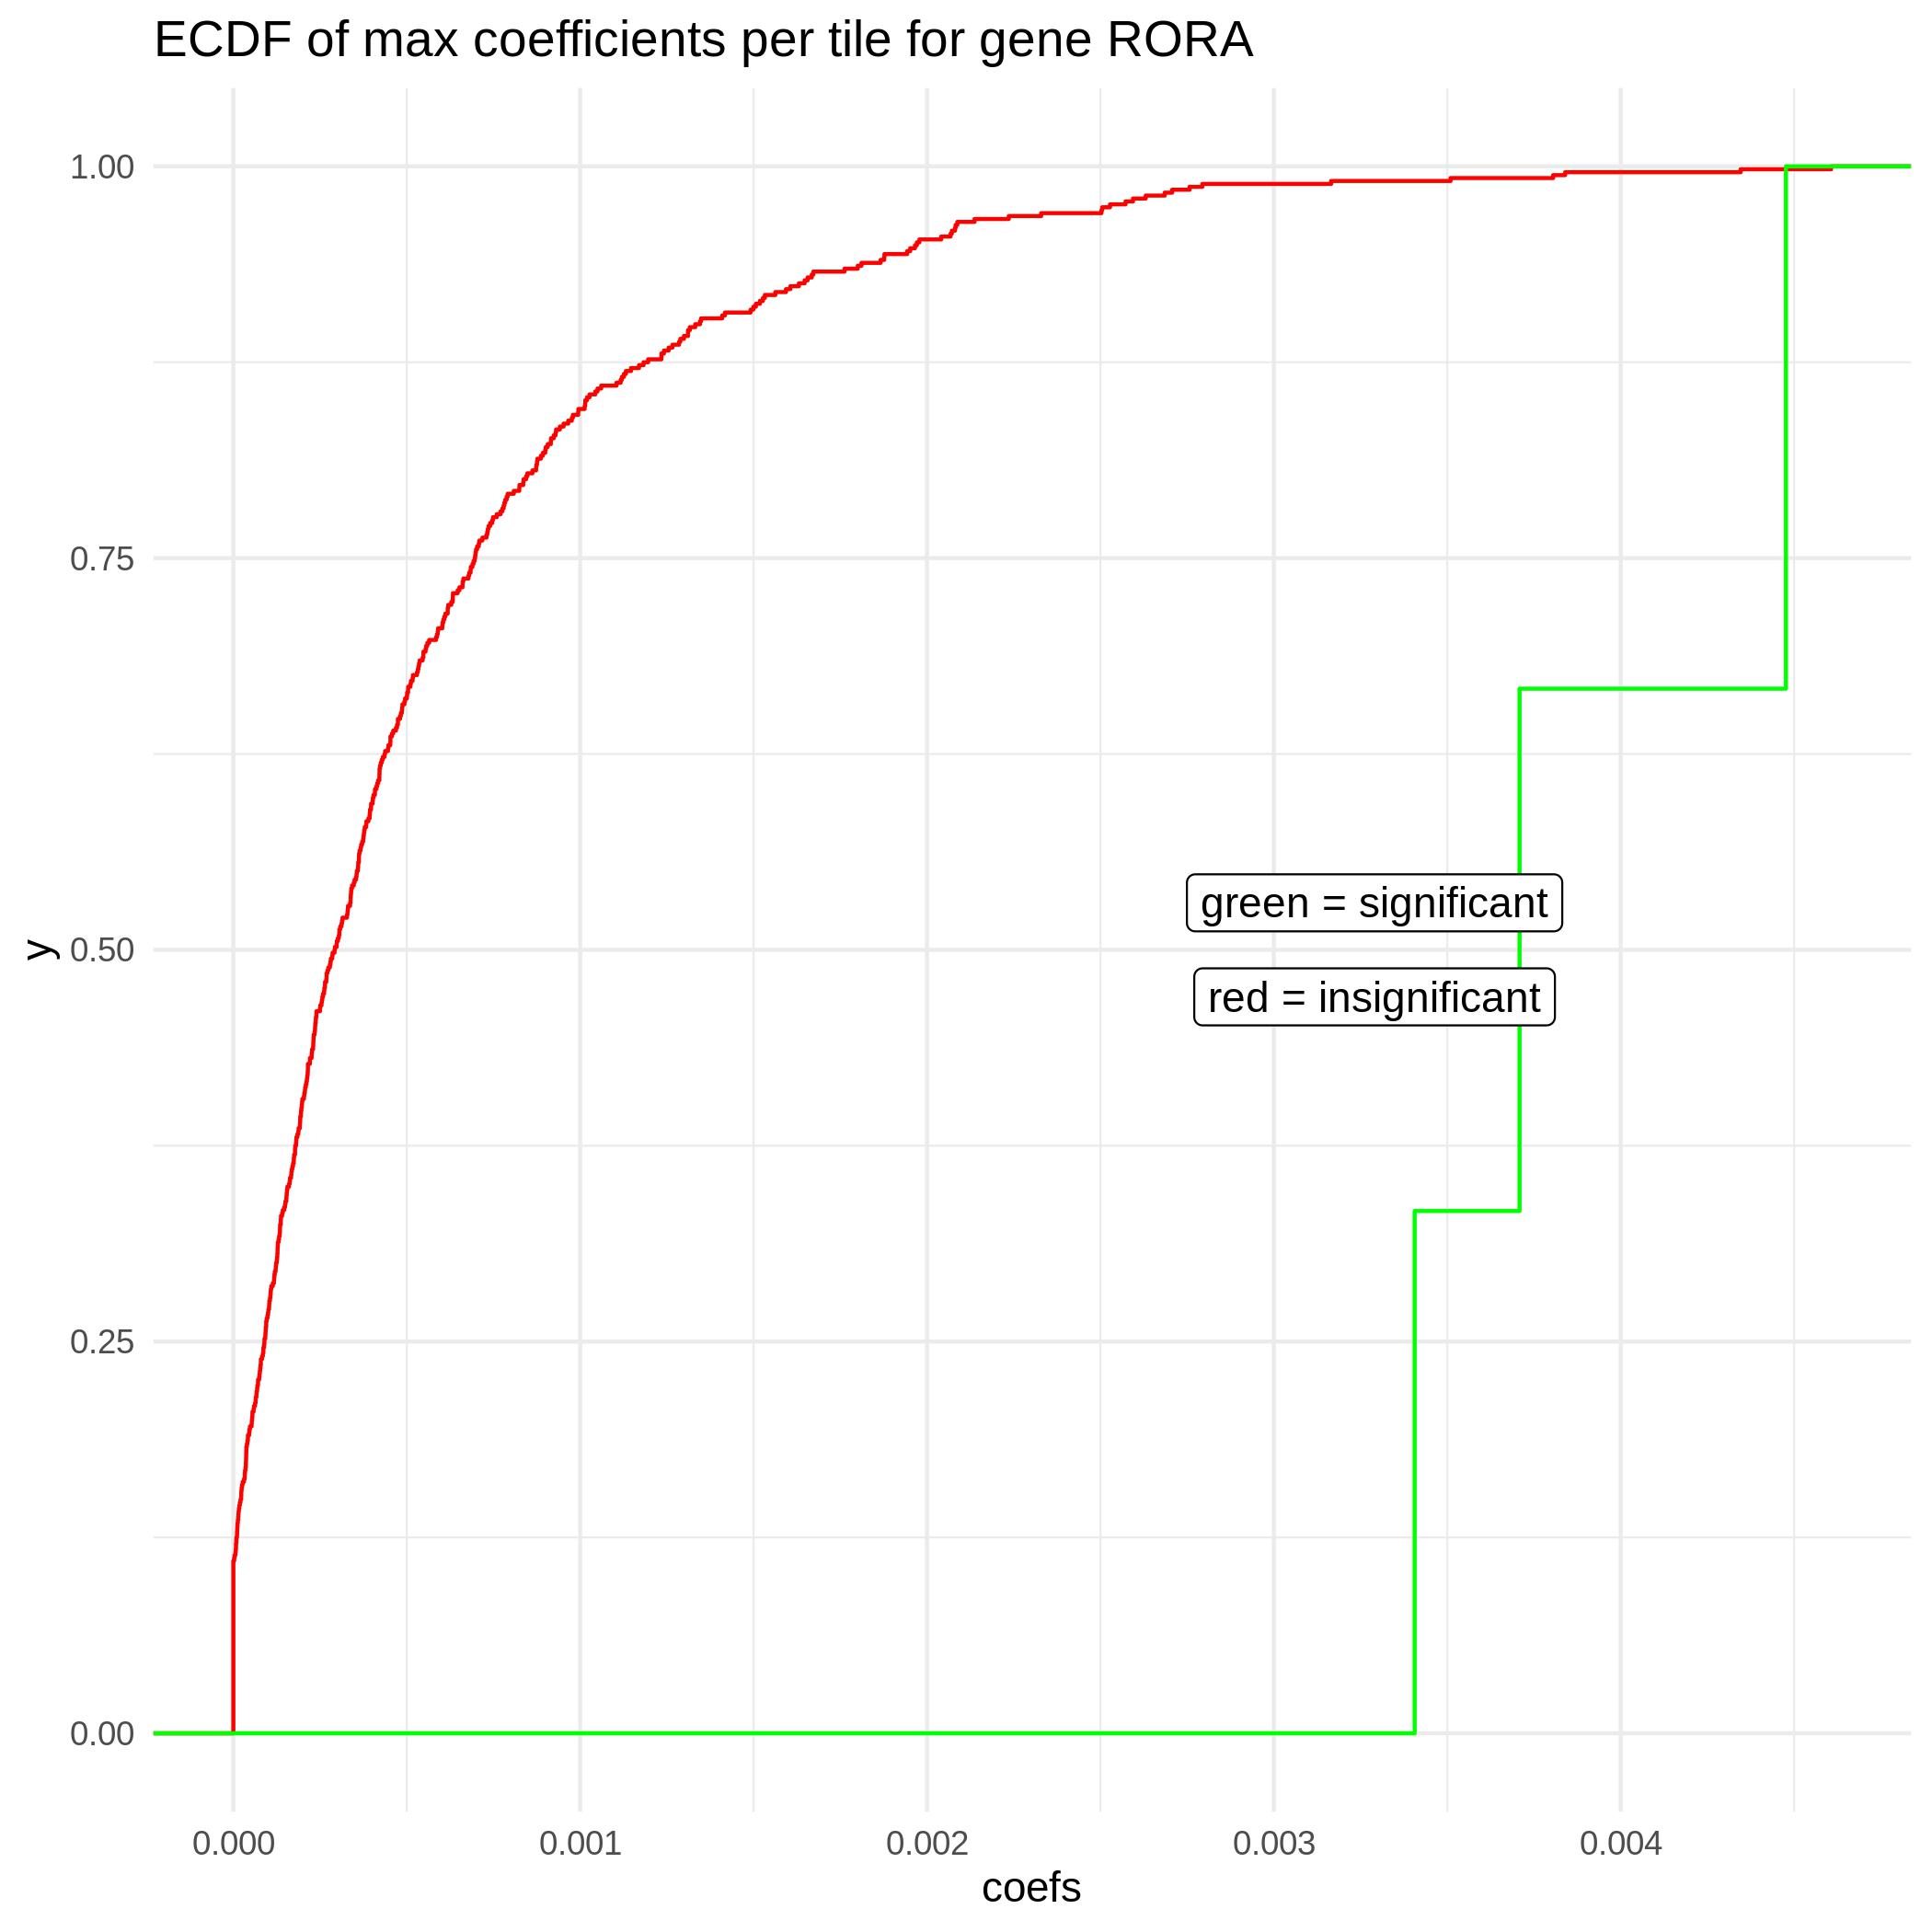 ECDF of max coefficients per tile for gene RORA
1.00
0.75
0.50
0.25
0.00
y
green = significant
red = insignificant
0.000 0.001 0.002 0.003 0.004
coefs